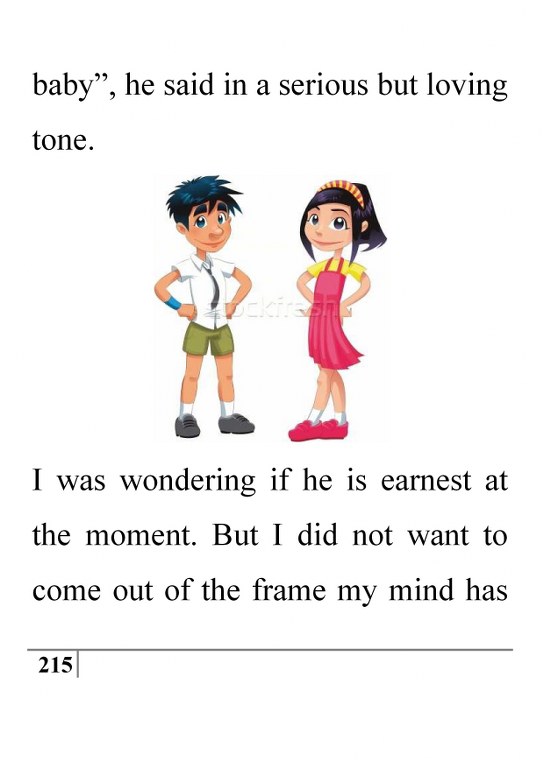 baby”, he said in a serious but loving
tone.
stockfresh
I was wondering if he is earnest at
the moment. But I did not want to
come out of the frame my mind has
215